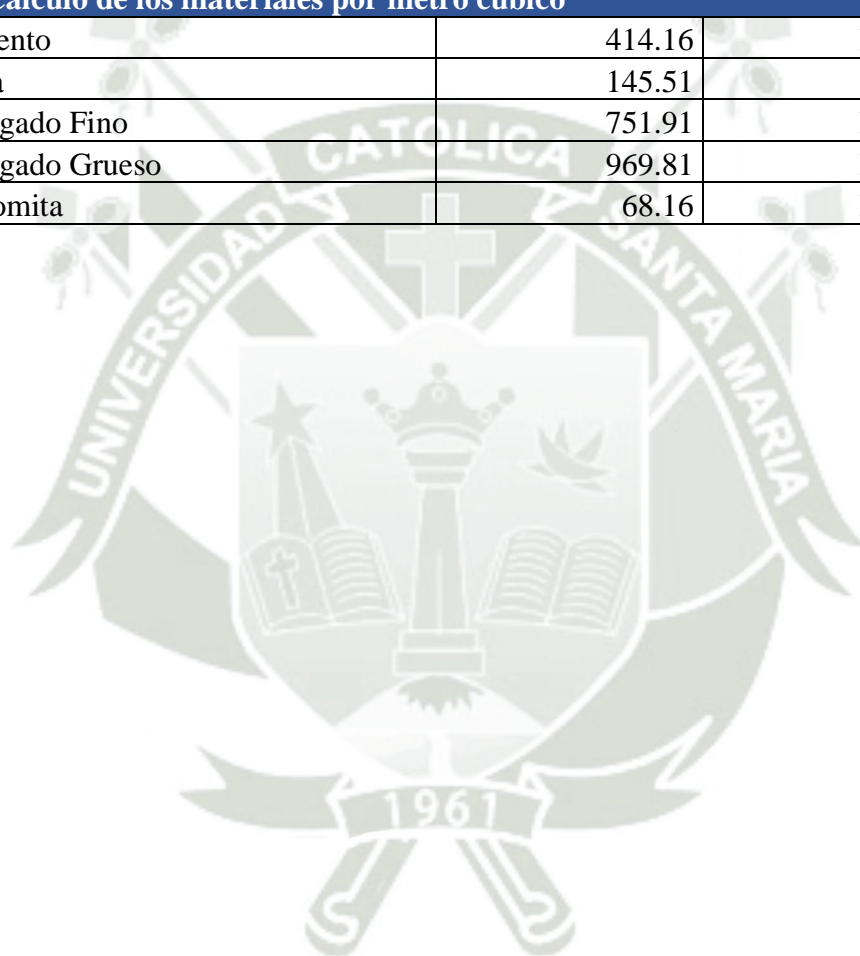 Cálculo de los materiales por metro cúbico
ento 414.16
a 145.51
gado Fino 751.91
gado Grueso 969.81
omita 68.16
UNIVERSIDAD CATOLICA SANTA MARIA
1961